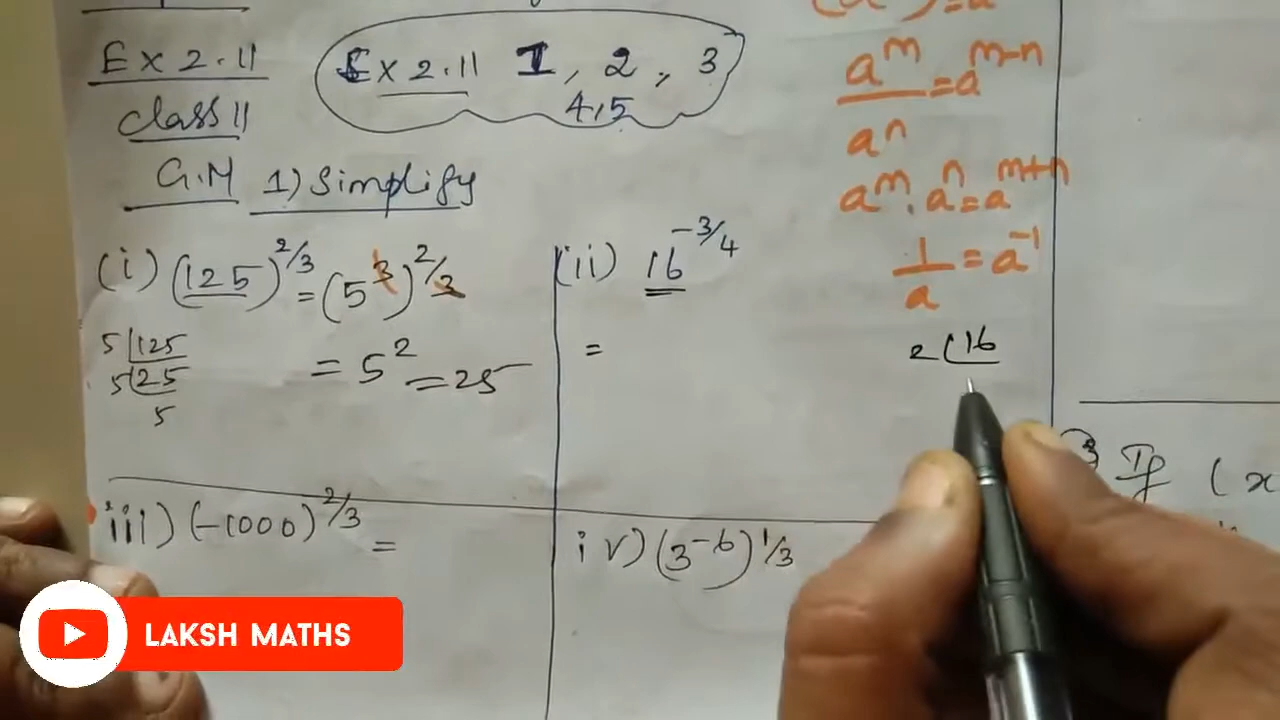 Ex 2.11
class 11
G.M 1) Simplify
Ex 2.11 1, 2, 3
4,5
a^m / a^n = a^(m-n)
a^m . a^n = a^(m+n)
1/a = a^-1
(i) (125)^2/3 = (5^3)^2/3
5 125
5 25
5
= 5^2 = 25
(ii) 16^-3/4
=
2 16
iii) (-1000)^2/3 =
iv) (3^-6)^1/3
3 If (x
LAKSH MATHS